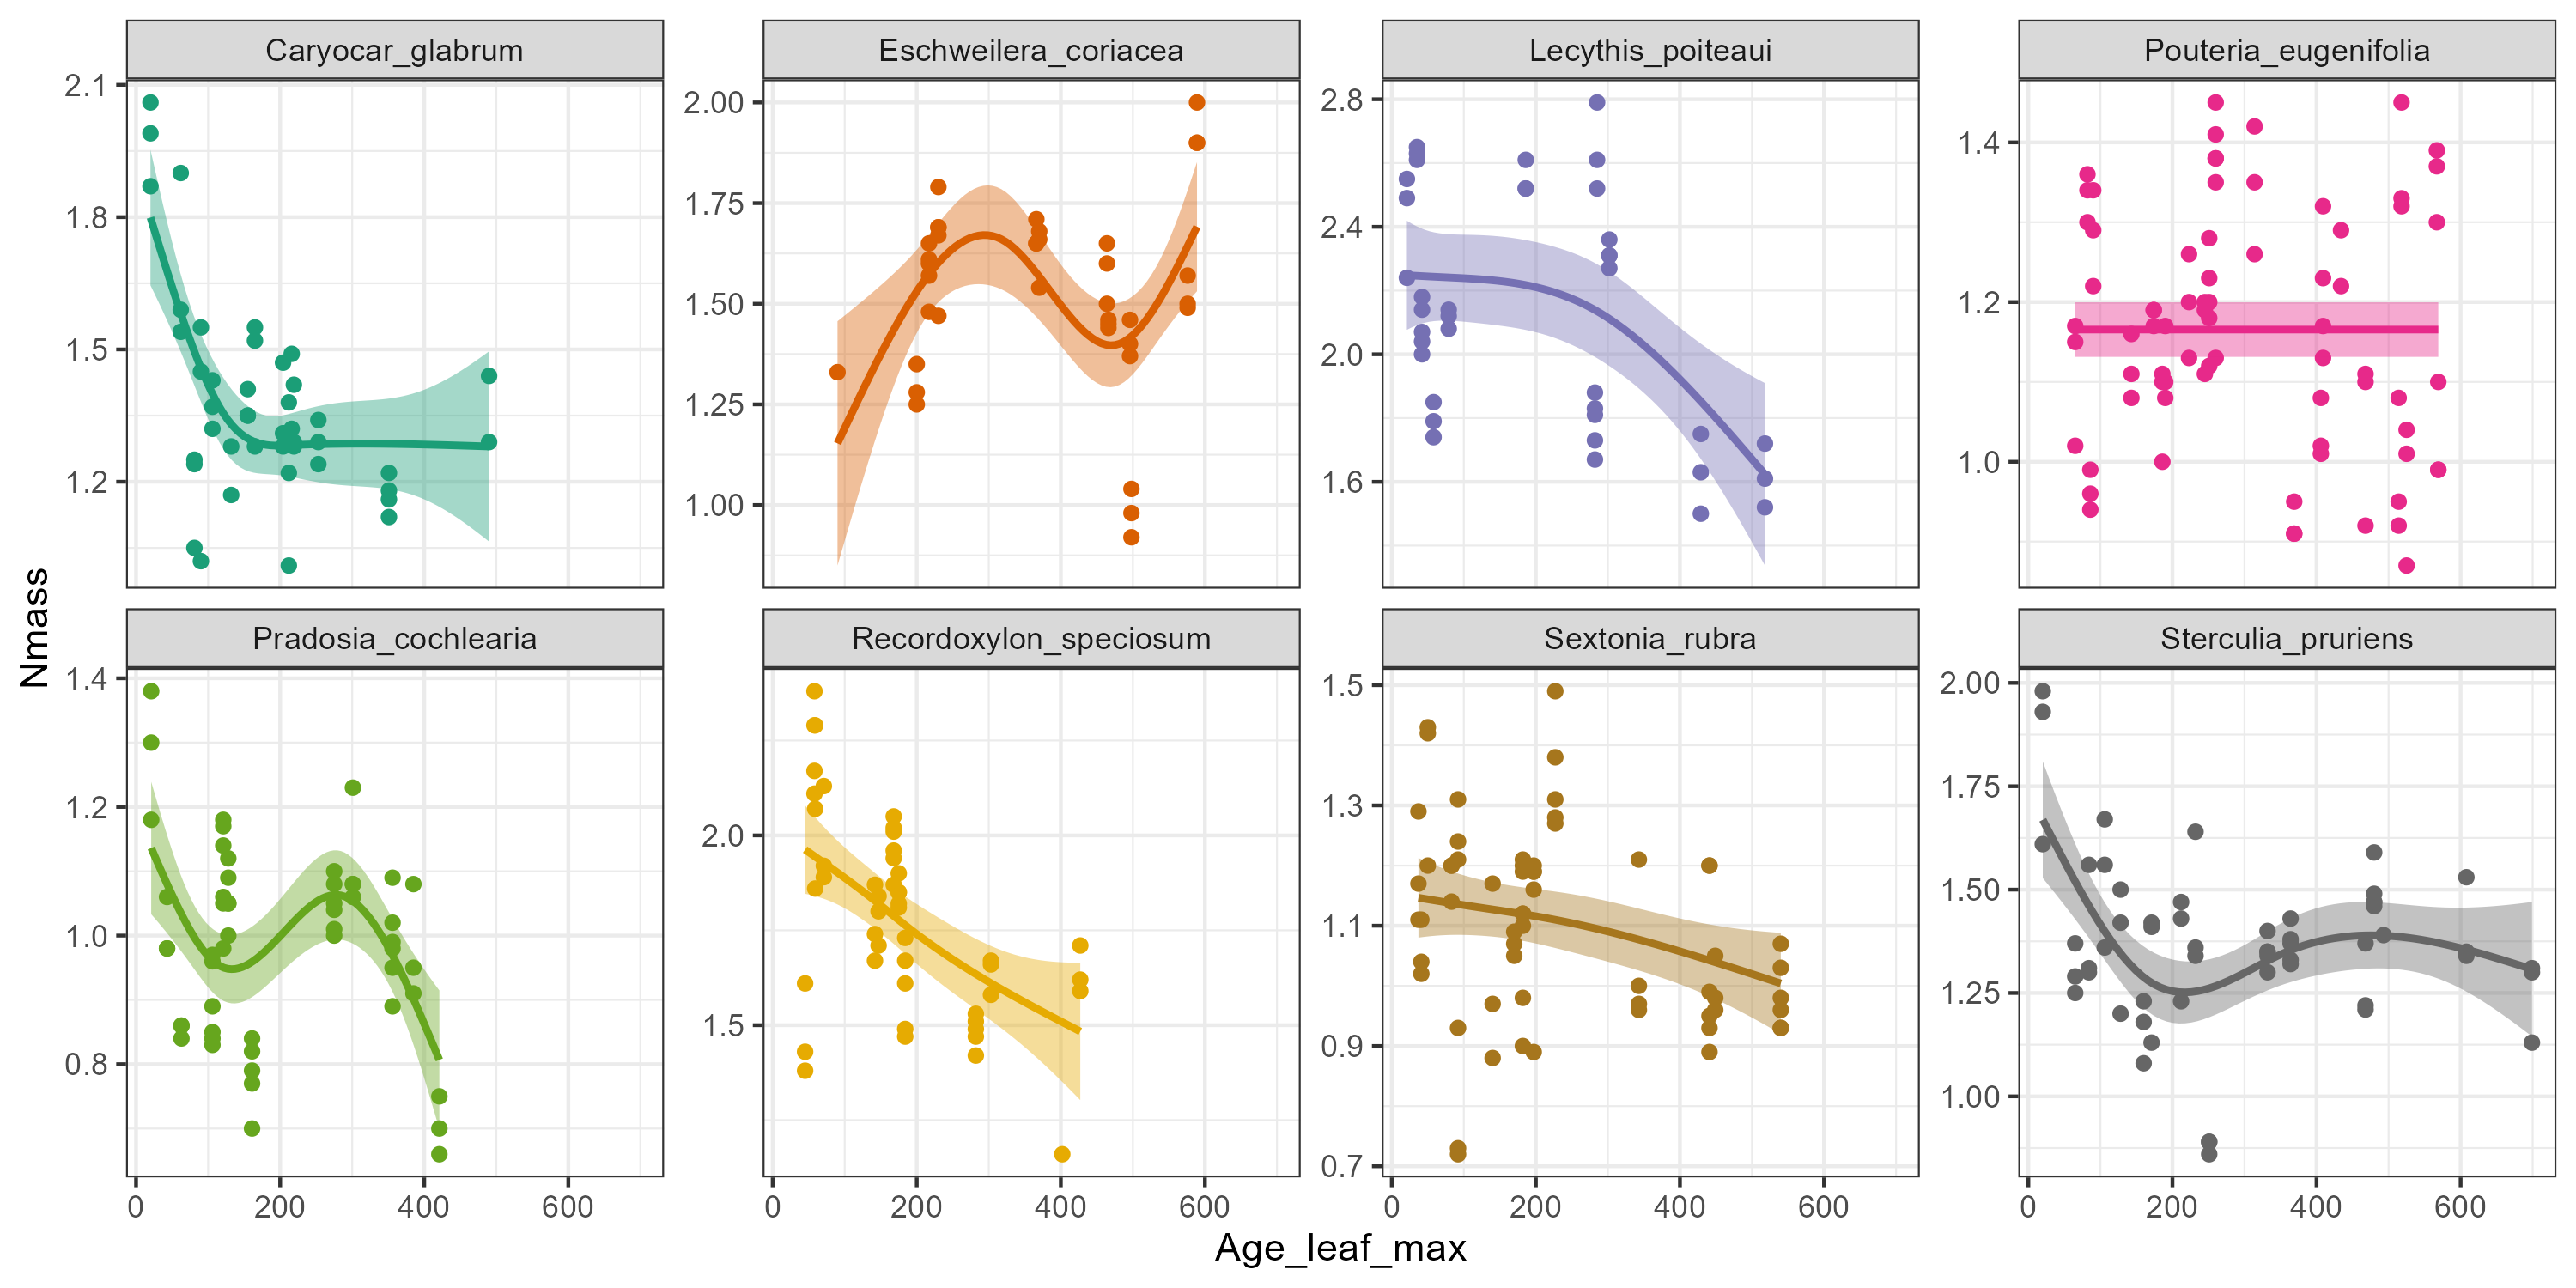 Caryocar_glabrum
Eschweilera_coriacea
Lecythis_poiteaui
Pouteria_eugenifolia
2.1
1.8
1.5
1.2
2.00
1.75
1.50
1.25
1.00
2.8
2.4
2.0
1.6
1.4
1.2
1.0
Nmass
Pradosia_cochlearia
Recordoxylon_speciosum
Sextonia_rubra
Sterculia_pruriens
1.4
1.2
1.0
0.8
2.0
1.5
1.5
1.3
1.1
0.9
0.7
2.00
1.75
1.50
1.25
1.00
0 200 400 600
0 200 400 600
0 200 400 600
0 200 400 600
Age_leaf_max